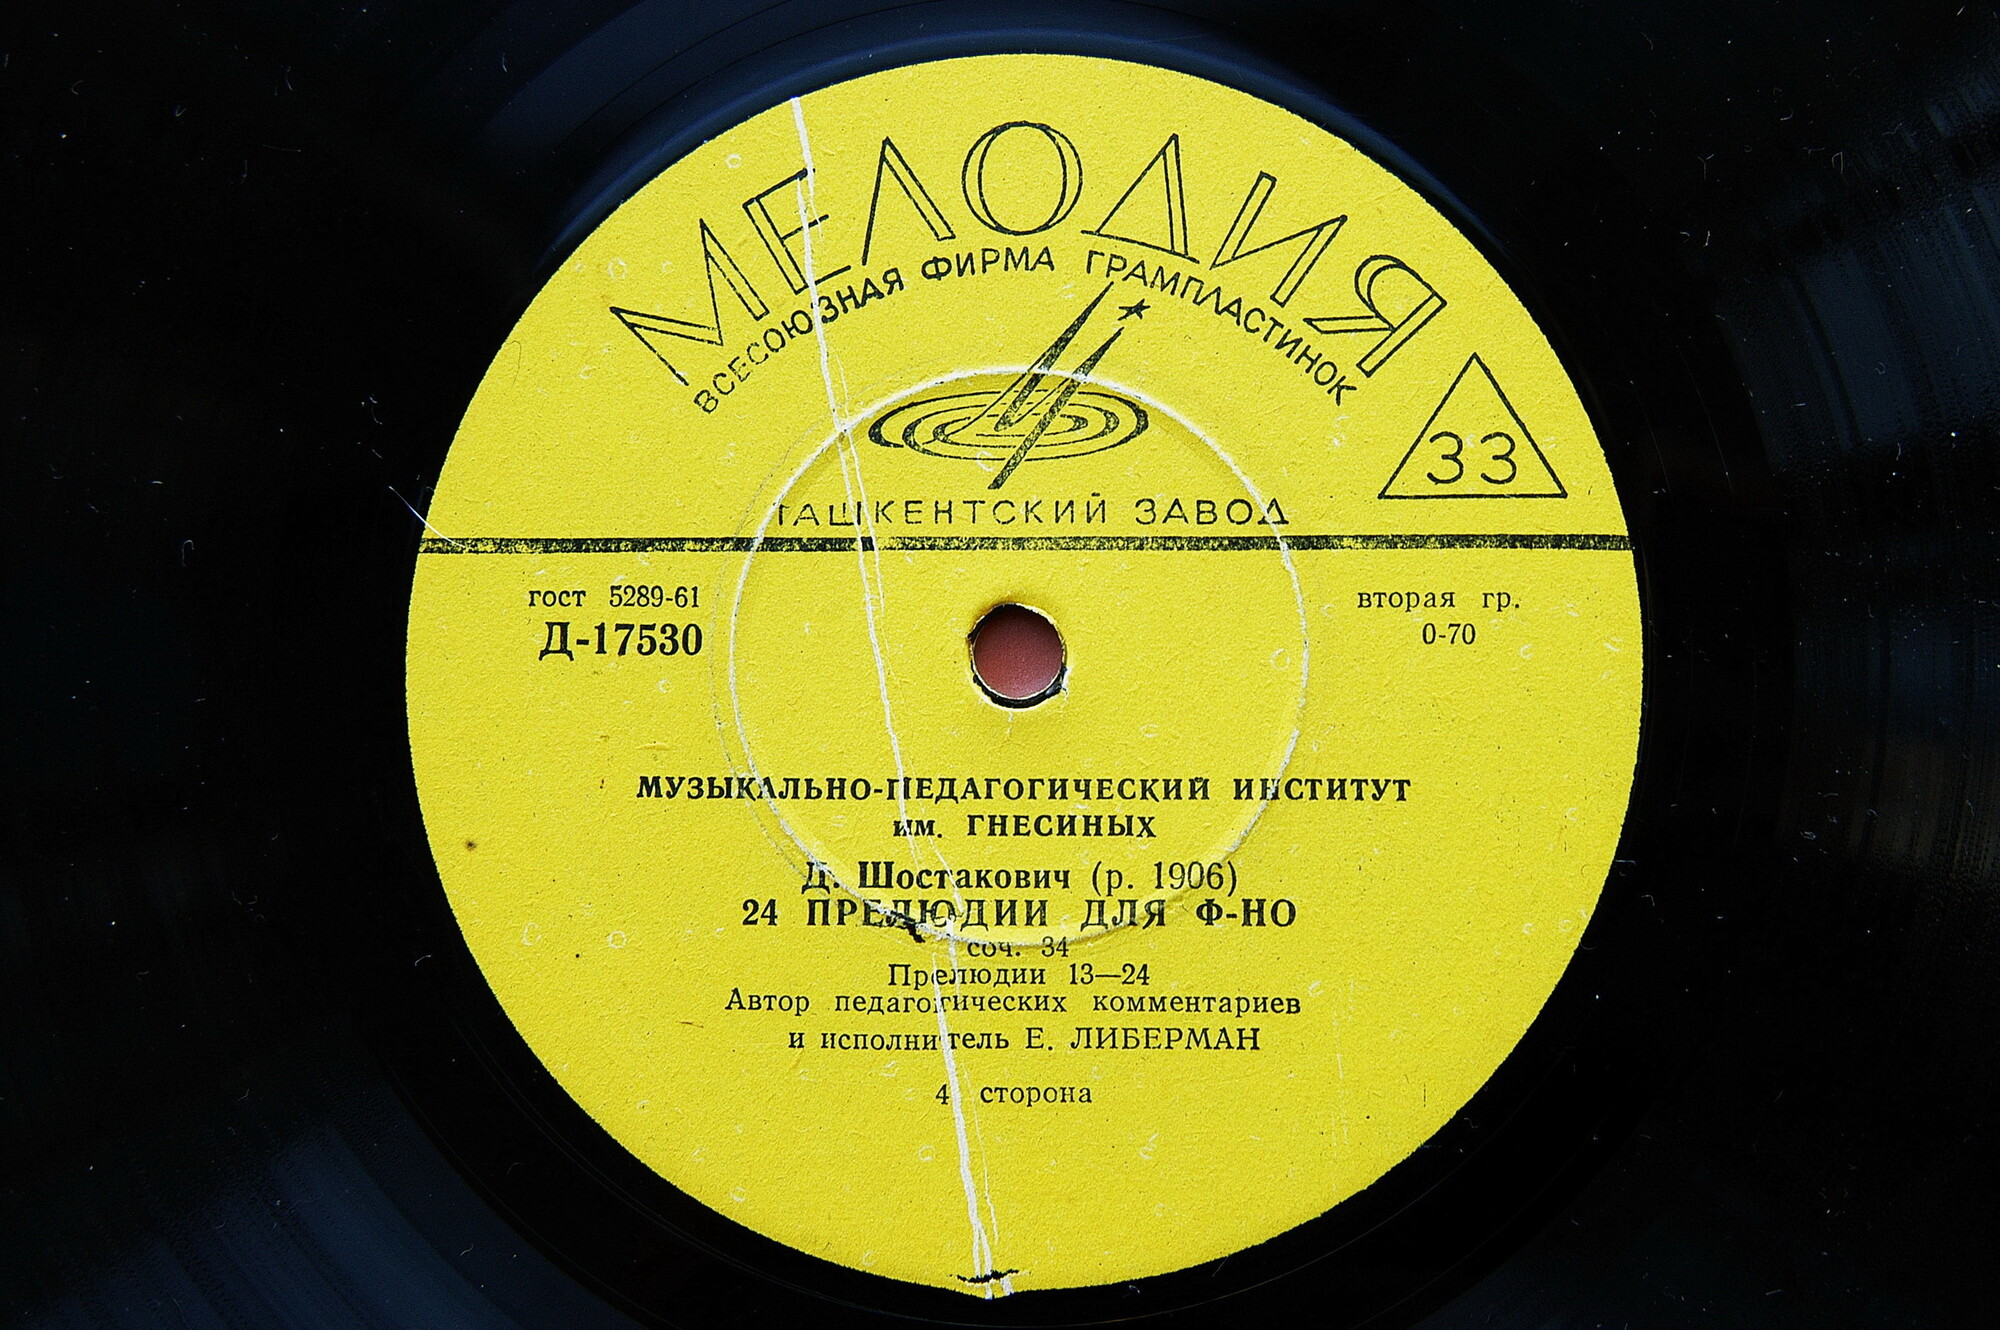 МЕЛОДИЯ
ВСЕСОЮЗНАЯ ФИРМА ГРАМПЛАСТИНОК
33
ТАШКЕНТСКИЙ ЗАВОД
гост 5289-61
Д-17530
вторая гр.
0-70
МУЗЫКАЛЬНО-ПЕДАГОГИЧЕСКИЙ ИНСТИТУТ
им. ГНЕСИНЫХ
Д. Шостакович (р. 1906)
24 ПРЕЛЮДИИ ДЛЯ Ф-НО
соч. 34
Прелюдии 13—24
Автор педагогических комментариев
и исполнитель Е. ЛИБЕРМАН
4 сторона